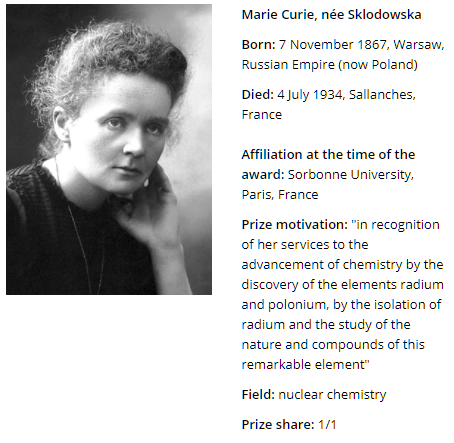 Marie Curie, née Sklodowska
Born: 7 November 1867, Warsaw,
Russian Empire (now Poland)
Died: 4 July 1934, Sallanches,
France
Affiliation at the time of the
award: Sorbonne University,
Paris, France
Prize motivation: "in recognition
of her services to the
advancement of chemistry by the
discovery of the elements radium
and polonium, by the isolation of
radium and the study of the
nature and compounds of this
remarkable element"
Field: nuclear chemistry
Prize share: 1/1